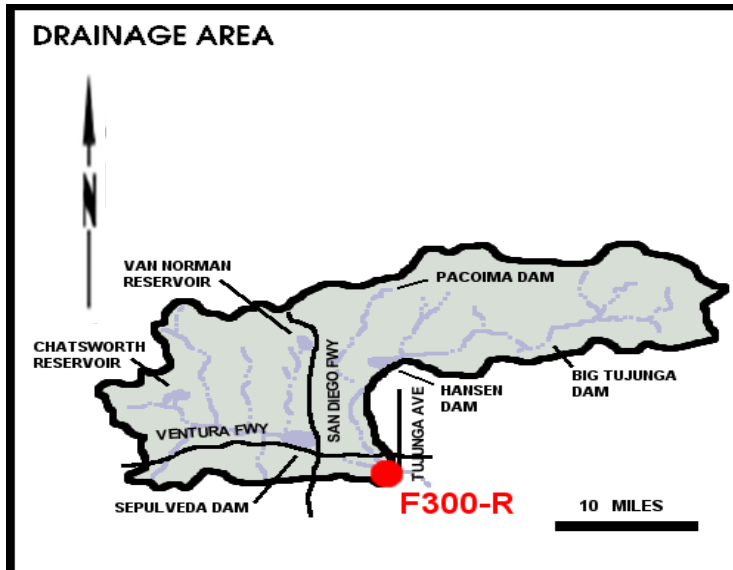 DRAINAGE AREA
N
VAN NORMAN
RESERVOIR
PACOIMA DAM
CHATSWORTH
RESERVOIR
SAN DIEGO FWY
HANSEN
DAM
BIG TUJUNGA
DAM
TUJUNGA AVE
VENTURA FWY
SEPULVEDA DAM
F300-R
10 MILES